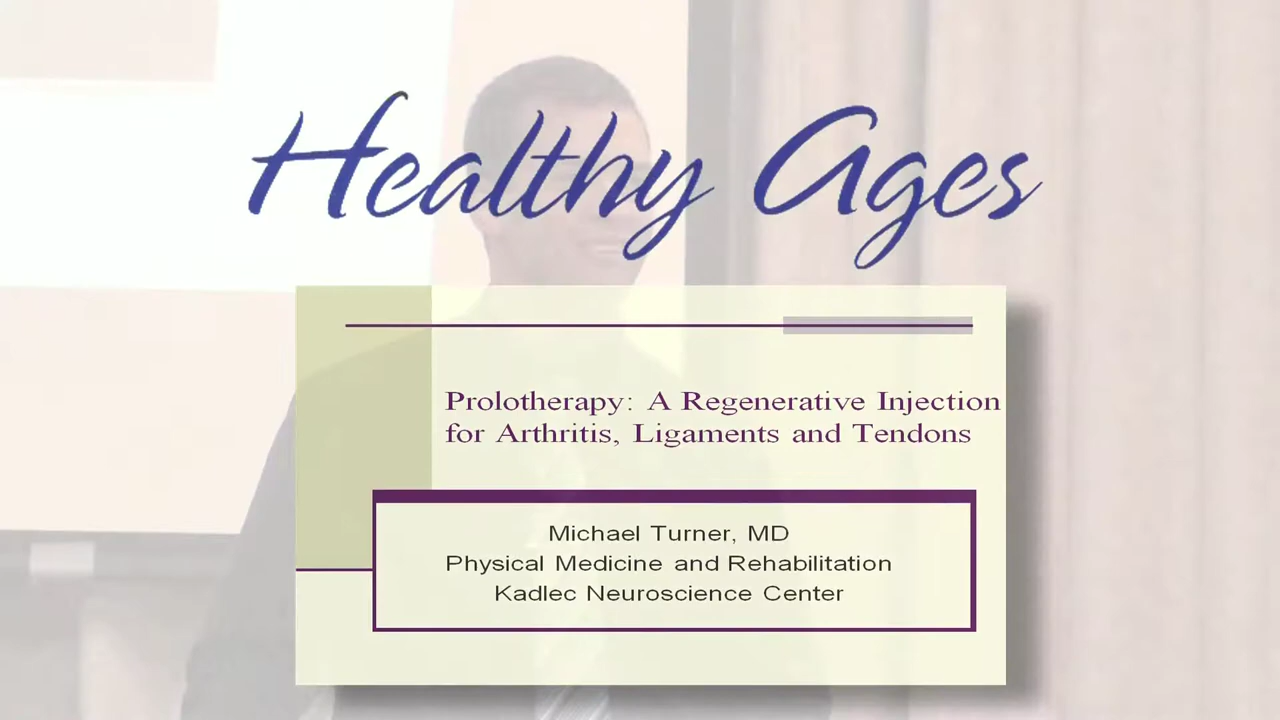 Healthy Ages
Prolotherapy: A Regenerative Injection
for Arthritis, Ligaments and Tendons
Michael Turner, MD
Physical Medicine and Rehabilitation
Kadlec Neuroscience Center